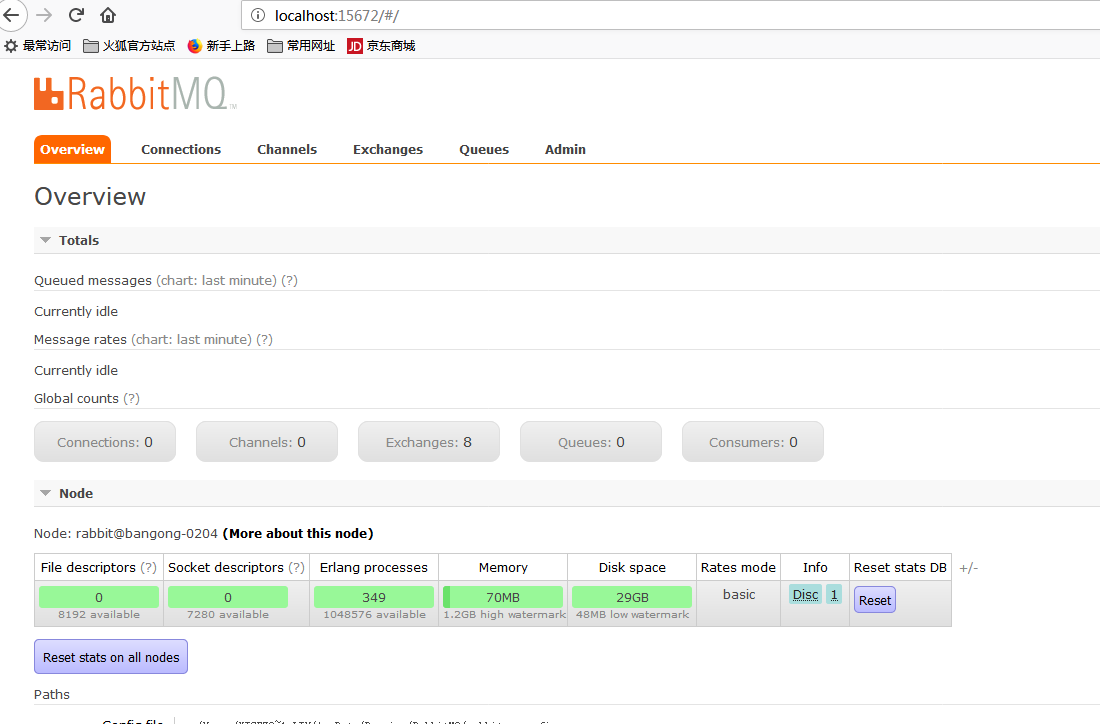 localhost:15672/#/
最常访问 火狐官方站点 新手上路 常用网址 JD 京东商城
RabbitMQ TM
Overview Connections Channels Exchanges Queues Admin
Overview
Totals
Queued messages (chart: last minute) (?)
Currently idle
Message rates (chart: last minute) (?)
Currently idle
Global counts (?)
Connections: 0 Channels: 0 Exchanges: 8 Queues: 0 Consumers: 0
Node
Node: rabbit@bangong-0204 (More about this node)
File descriptors (?) Socket descriptors (?) Erlang processes Memory Disk space Rates mode Info Reset stats DB +/-
0 0 349 70MB 29GB basic Disc 1 Reset
8192 available 7280 available 1048576 available 1.2GB high watermark 48MB low watermark
Reset stats on all nodes
Paths
Config file